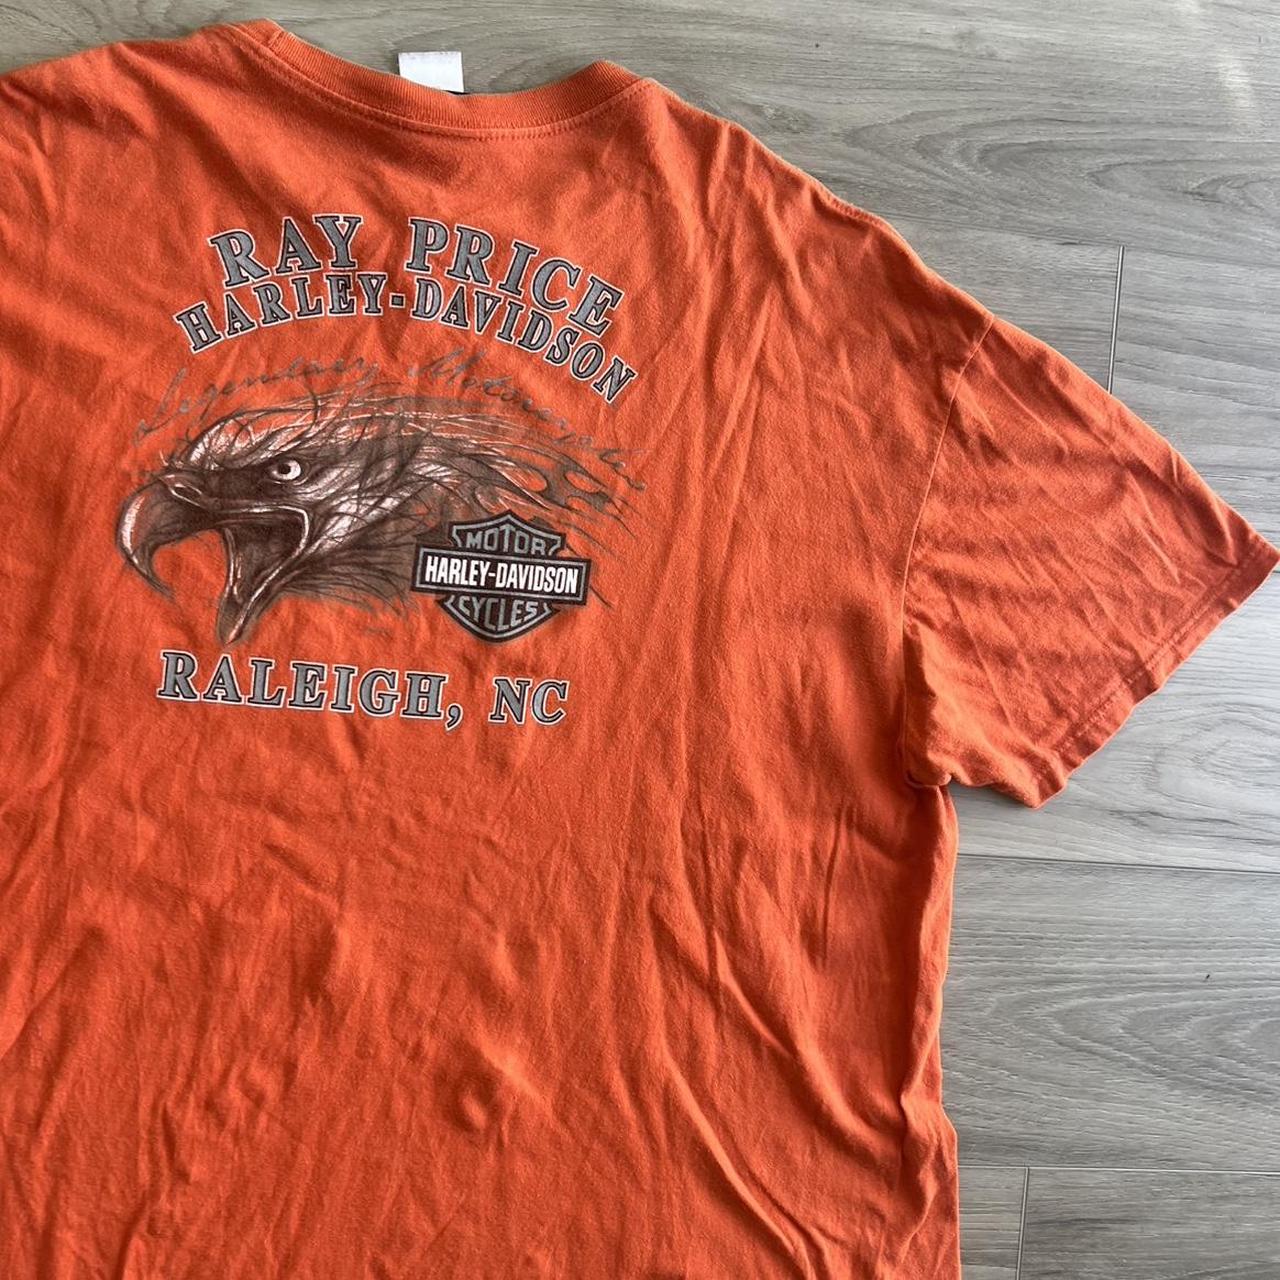 RAY PRICE
HARLEY-DAVIDSON
Legendary Motorcycles
MOTOR
HARLEY-DAVIDSON
CYCLES
RALEIGH, NC